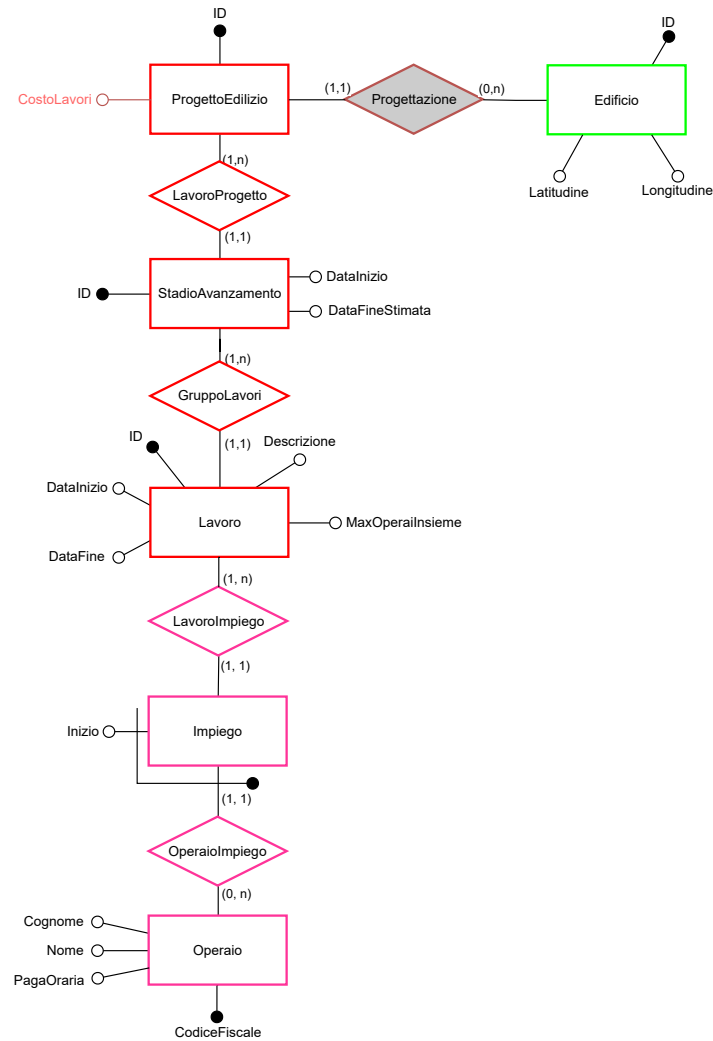 ID
ID
CostoLavori
ProgettoEdilizio
(1,1)
Progettazione
(0,n)
Edificio
(1,n)
LavoroProgetto
Latitudine
Longitudine
(1,1)
ID
StadioAvanzamento
DataInizio
DataFineStimata
(1,n)
GruppoLavori
ID
(1,1)
Descrizione
DataInizio
Lavoro
MaxOperaiInsieme
DataFine
(1, n)
LavoroImpiego
(1, 1)
Inizio
Impiego
(1, 1)
OperaioImpiego
(0, n)
Cognome
Nome
Operaio
PagaOraria
CodiceFiscale